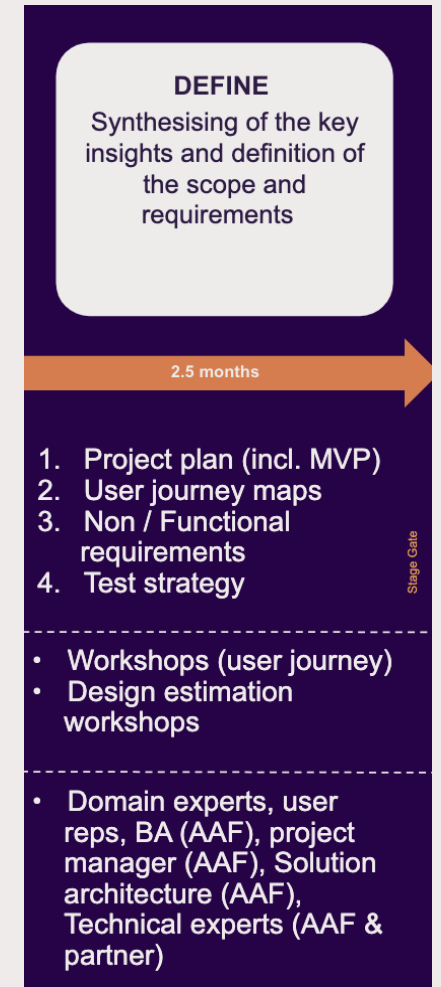 DEFINE
Synthesising of the key
insights and definition of
the scope and
requirements
2.5 months
1. Project plan (incl. MVP)
2. User journey maps
3. Non / Functional
requirements
4. Test strategy
Stage Gate
• Workshops (user journey)
• Design estimation
workshops
• Domain experts, user
reps, BA (AAF), project
manager (AAF), Solution
architecture (AAF),
Technical experts (AAF &
partner)